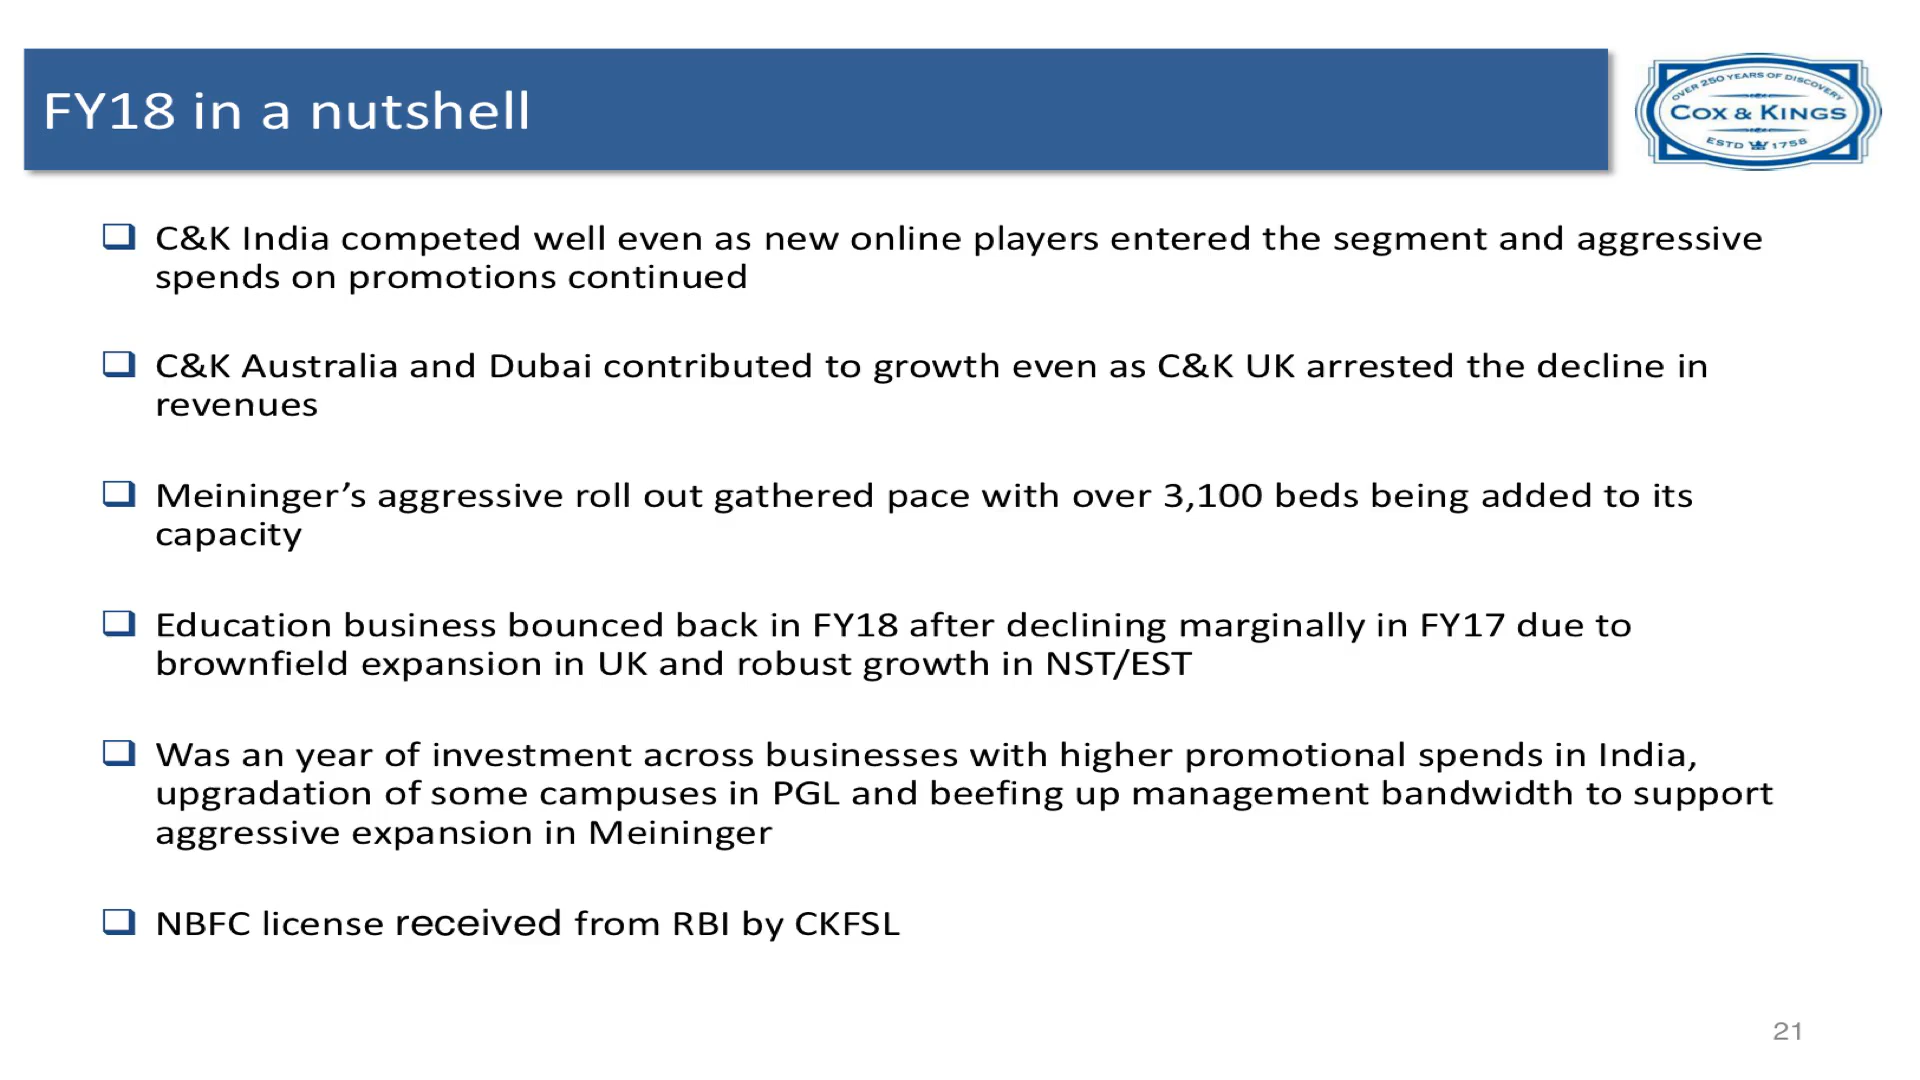 FY18 in a nutshell
OVER 250 YEARS OF DISCOVERY
COX & KINGS
ESTD 1758
C&K India competed well even as new online players entered the segment and aggressive
spends on promotions continued
C&K Australia and Dubai contributed to growth even as C&K UK arrested the decline in
revenues
Meininger’s aggressive roll out gathered pace with over 3,100 beds being added to its
capacity
Education business bounced back in FY18 after declining marginally in FY17 due to
brownfield expansion in UK and robust growth in NST/EST
Was an year of investment across businesses with higher promotional spends in India,
upgradation of some campuses in PGL and beefing up management bandwidth to support
aggressive expansion in Meininger
NBFC license received from RBI by CKFSL
21